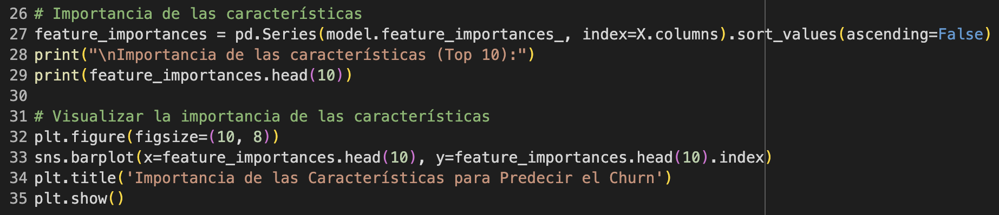 26 # Importancia de las características
27 feature_importances = pd.Series(model.feature_importances_, index=X.columns).sort_values(ascending=False)
28 print("\nImportancia de las características (Top 10):")
29 print(feature_importances.head(10))
30
31 # Visualizar la importancia de las características
32 plt.figure(figsize=(10, 8))
33 sns.barplot(x=feature_importances.head(10), y=feature_importances.head(10).index)
34 plt.title('Importancia de las Características para Predecir el Churn')
35 plt.show()